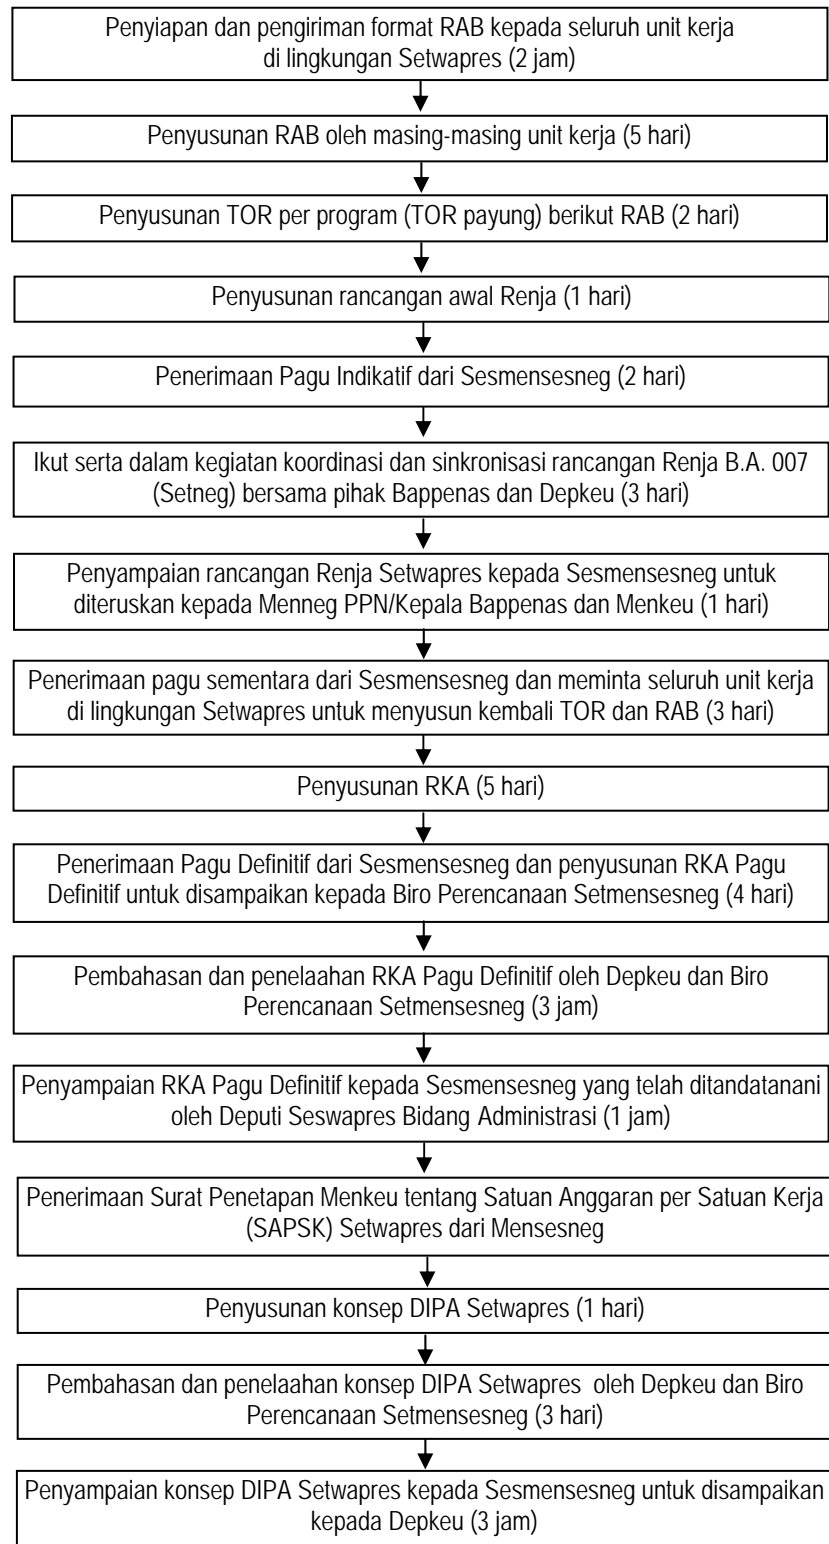 Penyiapan dan pengiriman format RAB kepada seluruh unit kerja
di lingkungan Setwapres (2 jam)
Penyusunan RAB oleh masing-masing unit kerja (5 hari)
Penyusunan TOR per program (TOR payung) berikut RAB (2 hari)
Penyusunan rancangan awal Renja (1 hari)
Penerimaan Pagu Indikatif dari Sesmensesneg (2 hari)
Ikut serta dalam kegiatan koordinasi dan sinkronisasi rancangan Renja B.A. 007
(Setneg) bersama pihak Bappenas dan Depkeu (3 hari)
Penyampaian rancangan Renja Setwapres kepada Sesmensesneg untuk
diteruskan kepada Menneg PPN/Kepala Bappenas dan Menkeu (1 hari)
Penerimaan pagu sementara dari Sesmensesneg dan meminta seluruh unit kerja
di lingkungan Setwapres untuk menyusun kembali TOR dan RAB (3 hari)
Penyusunan RKA (5 hari)
Penerimaan Pagu Definitif dari Sesmensesneg dan penyusunan RKA Pagu
Definitif untuk disampaikan kepada Biro Perencanaan Setmensesneg (4 hari)
Pembahasan dan penelaahan RKA Pagu Definitif oleh Depkeu dan Biro
Perencanaan Setmensesneg (3 jam)
Penyampaian RKA Pagu Definitif kepada Sesmensesneg yang telah ditandatanani
oleh Deputi Seswapres Bidang Administrasi (1 jam)
Penerimaan Surat Penetapan Menkeu tentang Satuan Anggaran per Satuan Kerja
(SAPSK) Setwapres dari Mensesneg
Penyusunan konsep DIPA Setwapres (1 hari)
Pembahasan dan penelaahan konsep DIPA Setwapres oleh Depkeu dan Biro
Perencanaan Setmensesneg (3 hari)
Penyampaian konsep DIPA Setwapres kepada Sesmensesneg untuk disampaikan
kepada Depkeu (3 jam)